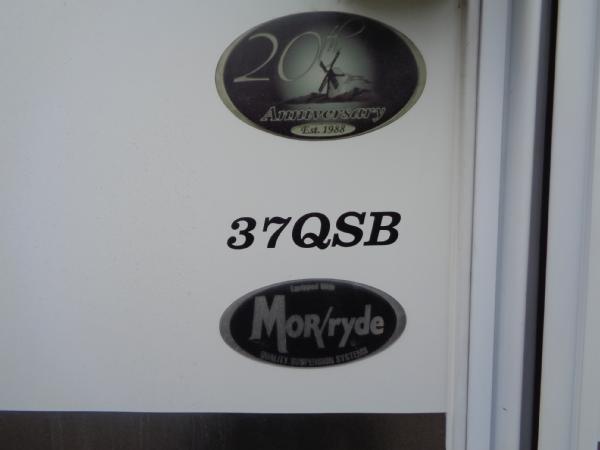 20th
Anniversary
Est. 1988
37QSB
Equipped With
MOR/ryde
QUALITY SUSPENSION SYSTEMS